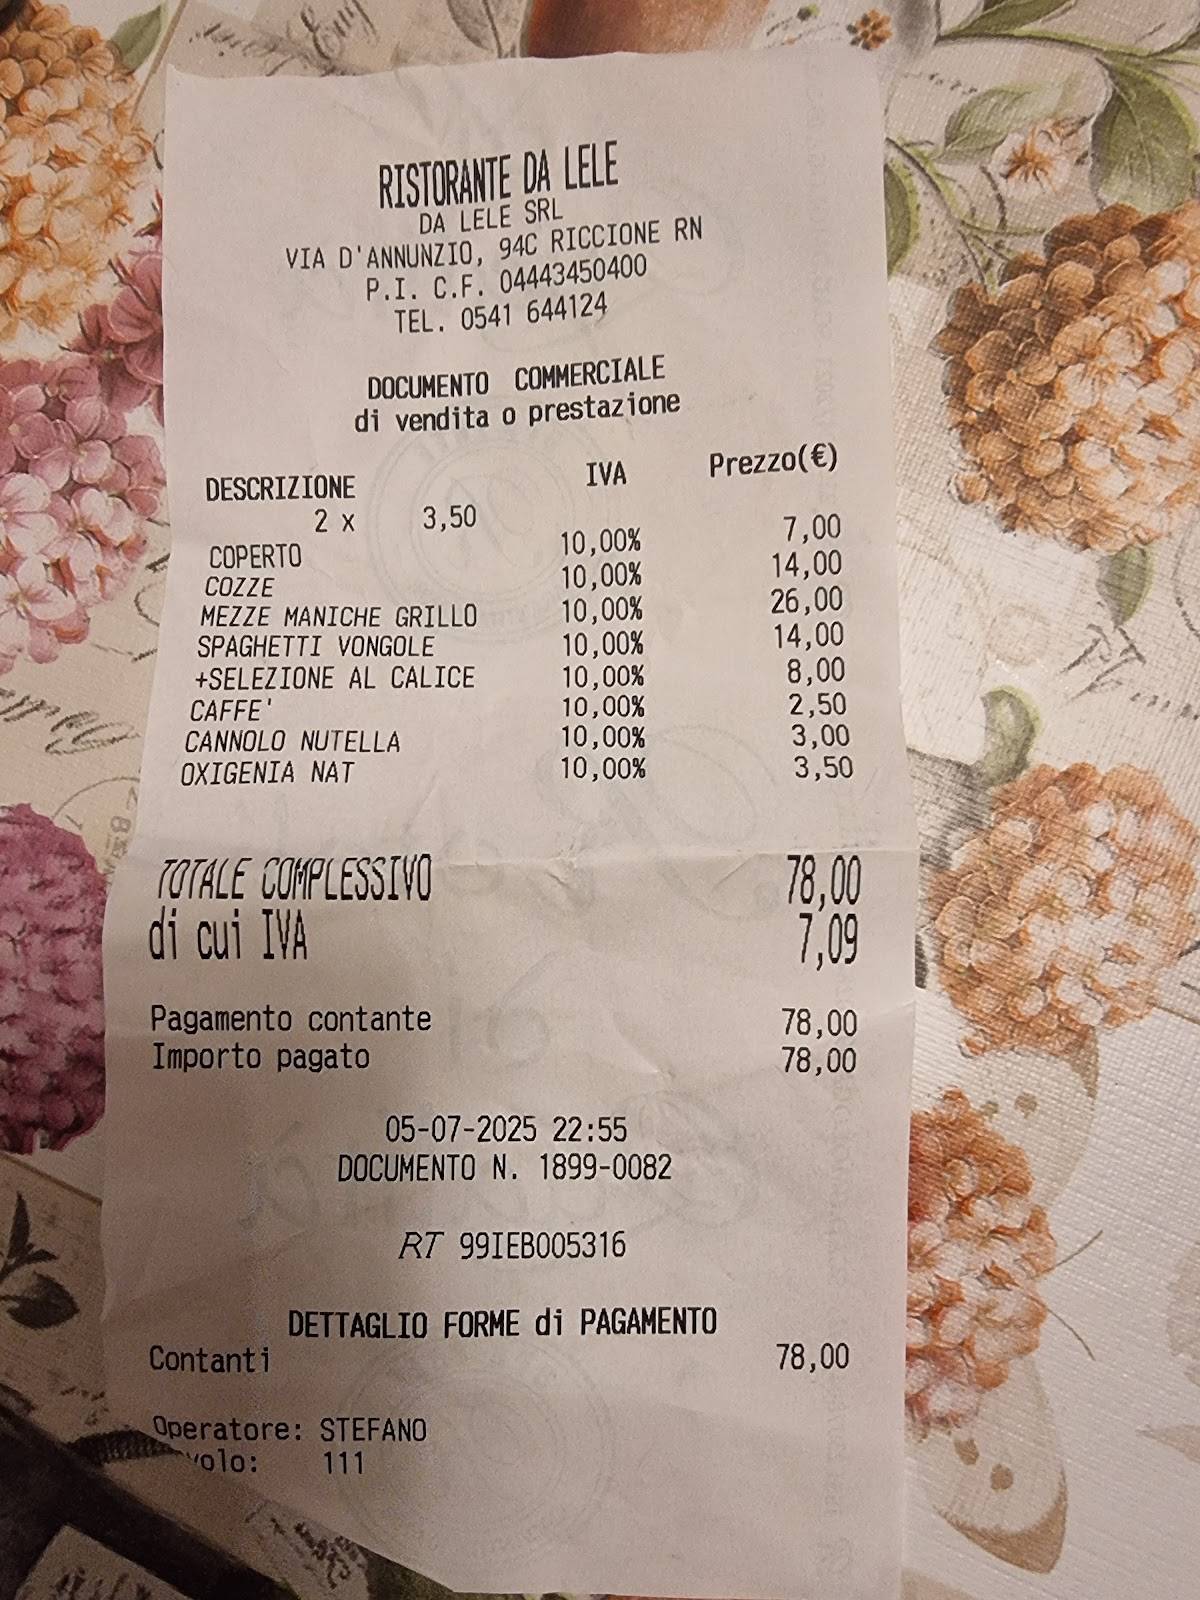 RISTORANTE DA LELE
DA LELE SRL
VIA D'ANNUNZIO, 94C RICCIONE RN
P.I. C.F. 04443450400
TEL. 0541 644124
DOCUMENTO COMMERCIALE
di vendita o prestazione
DESCRIZIONE IVA Prezzo(€)
2 x 3,50
COPERTO 10,00% 7,00
COZZE 10,00% 14,00
MEZZE MANICHE GRILLO 10,00% 26,00
SPAGHETTI VONGOLE 10,00% 14,00
+SELEZIONE AL CALICE 10,00% 8,00
CAFFE' 10,00% 2,50
CANNOLO NUTELLA 10,00% 3,00
OXIGENIA NAT 10,00% 3,50
TOTALE COMPLESSIVO 78,00
di cui IVA 7,09
Pagamento contante 78,00
Importo pagato 78,00
05-07-2025 22:55
DOCUMENTO N. 1899-0082
RT 99IEB005316
DETTAGLIO FORME di PAGAMENTO
Contanti 78,00
Operatore: STEFANO
volo: 111